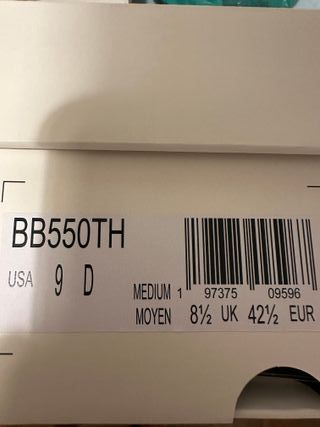 BB550TH
USA 9 D
MEDIUM 1 97375 09596
MOYEN 8½ UK 42½ EUR